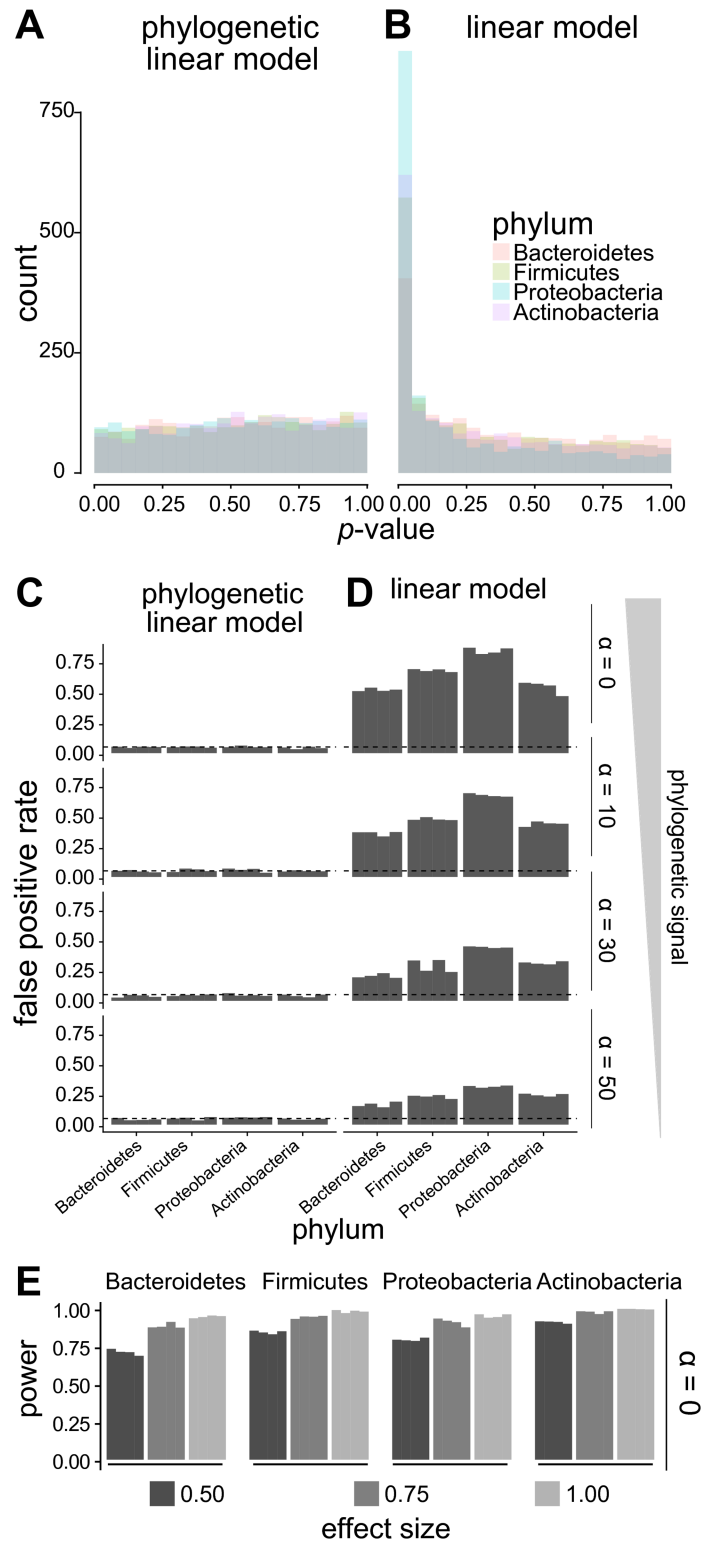 A
phylogenetic
linear model
B
linear model
750
500
250
0
count
phylum
Bacteroidetes
Firmicutes
Proteobacteria
Actinobacteria
0.00 0.25 0.50 0.75 1.00
0.00 0.25 0.50 0.75 1.00
p-value
C
phylogenetic
linear model
D
linear model
false positive rate
0.75
0.50
0.25
0.00
α = 0
0.75
0.50
0.25
0.00
α = 10
0.75
0.50
0.25
0.00
α = 30
0.75
0.50
0.25
0.00
α = 50
phylogenetic signal
Bacteroidetes
Firmicutes
Proteobacteria
Actinobacteria
Bacteroidetes
Firmicutes
Proteobacteria
Actinobacteria
phylum
E
Bacteroidetes Firmicutes Proteobacteria Actinobacteria
power
1.00
0.75
0.50
0.25
0.00
α = 0
0.50 0.75 1.00
effect size